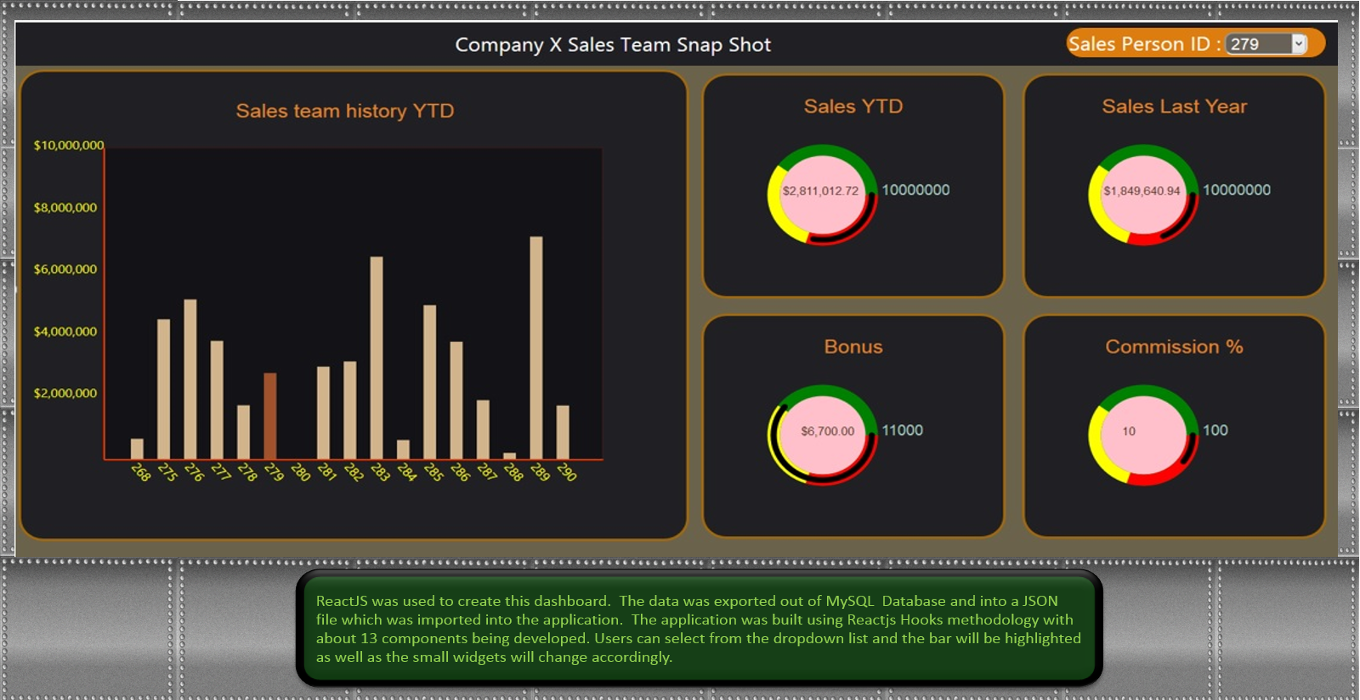 Company X Sales Team Snap Shot
Sales Person ID : 279
Sales team history YTD
$10,000,000
$8,000,000
$6,000,000
$4,000,000
$2,000,000
268 275 276 277 278 279 280 281 282 283 284 285 286 287 288 289 290
Sales YTD
$2,811,012.72
10000000
Sales Last Year
$1,849,640.94
10000000
Bonus
$6,700.00
11000
Commission %
10
100
ReactJS was used to create this dashboard.  The data was exported out of MySQL  Database and into a JSON
file which was imported into the application.  The application was built using Reactjs Hooks methodology with
about 13 components being developed. Users can select from the dropdown list and the bar will be highlighted
as well as the small widgets will change accordingly.